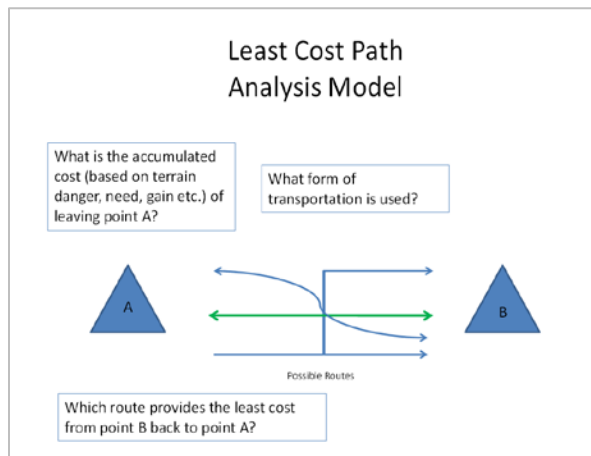 Least Cost Path
Analysis Model
What is the accumulated
cost (based on terrain
danger, need, gain etc.) of
leaving point A?
What form of
transportation is used?
A
B
Possible Routes
Which route provides the least cost
from point B back to point A?